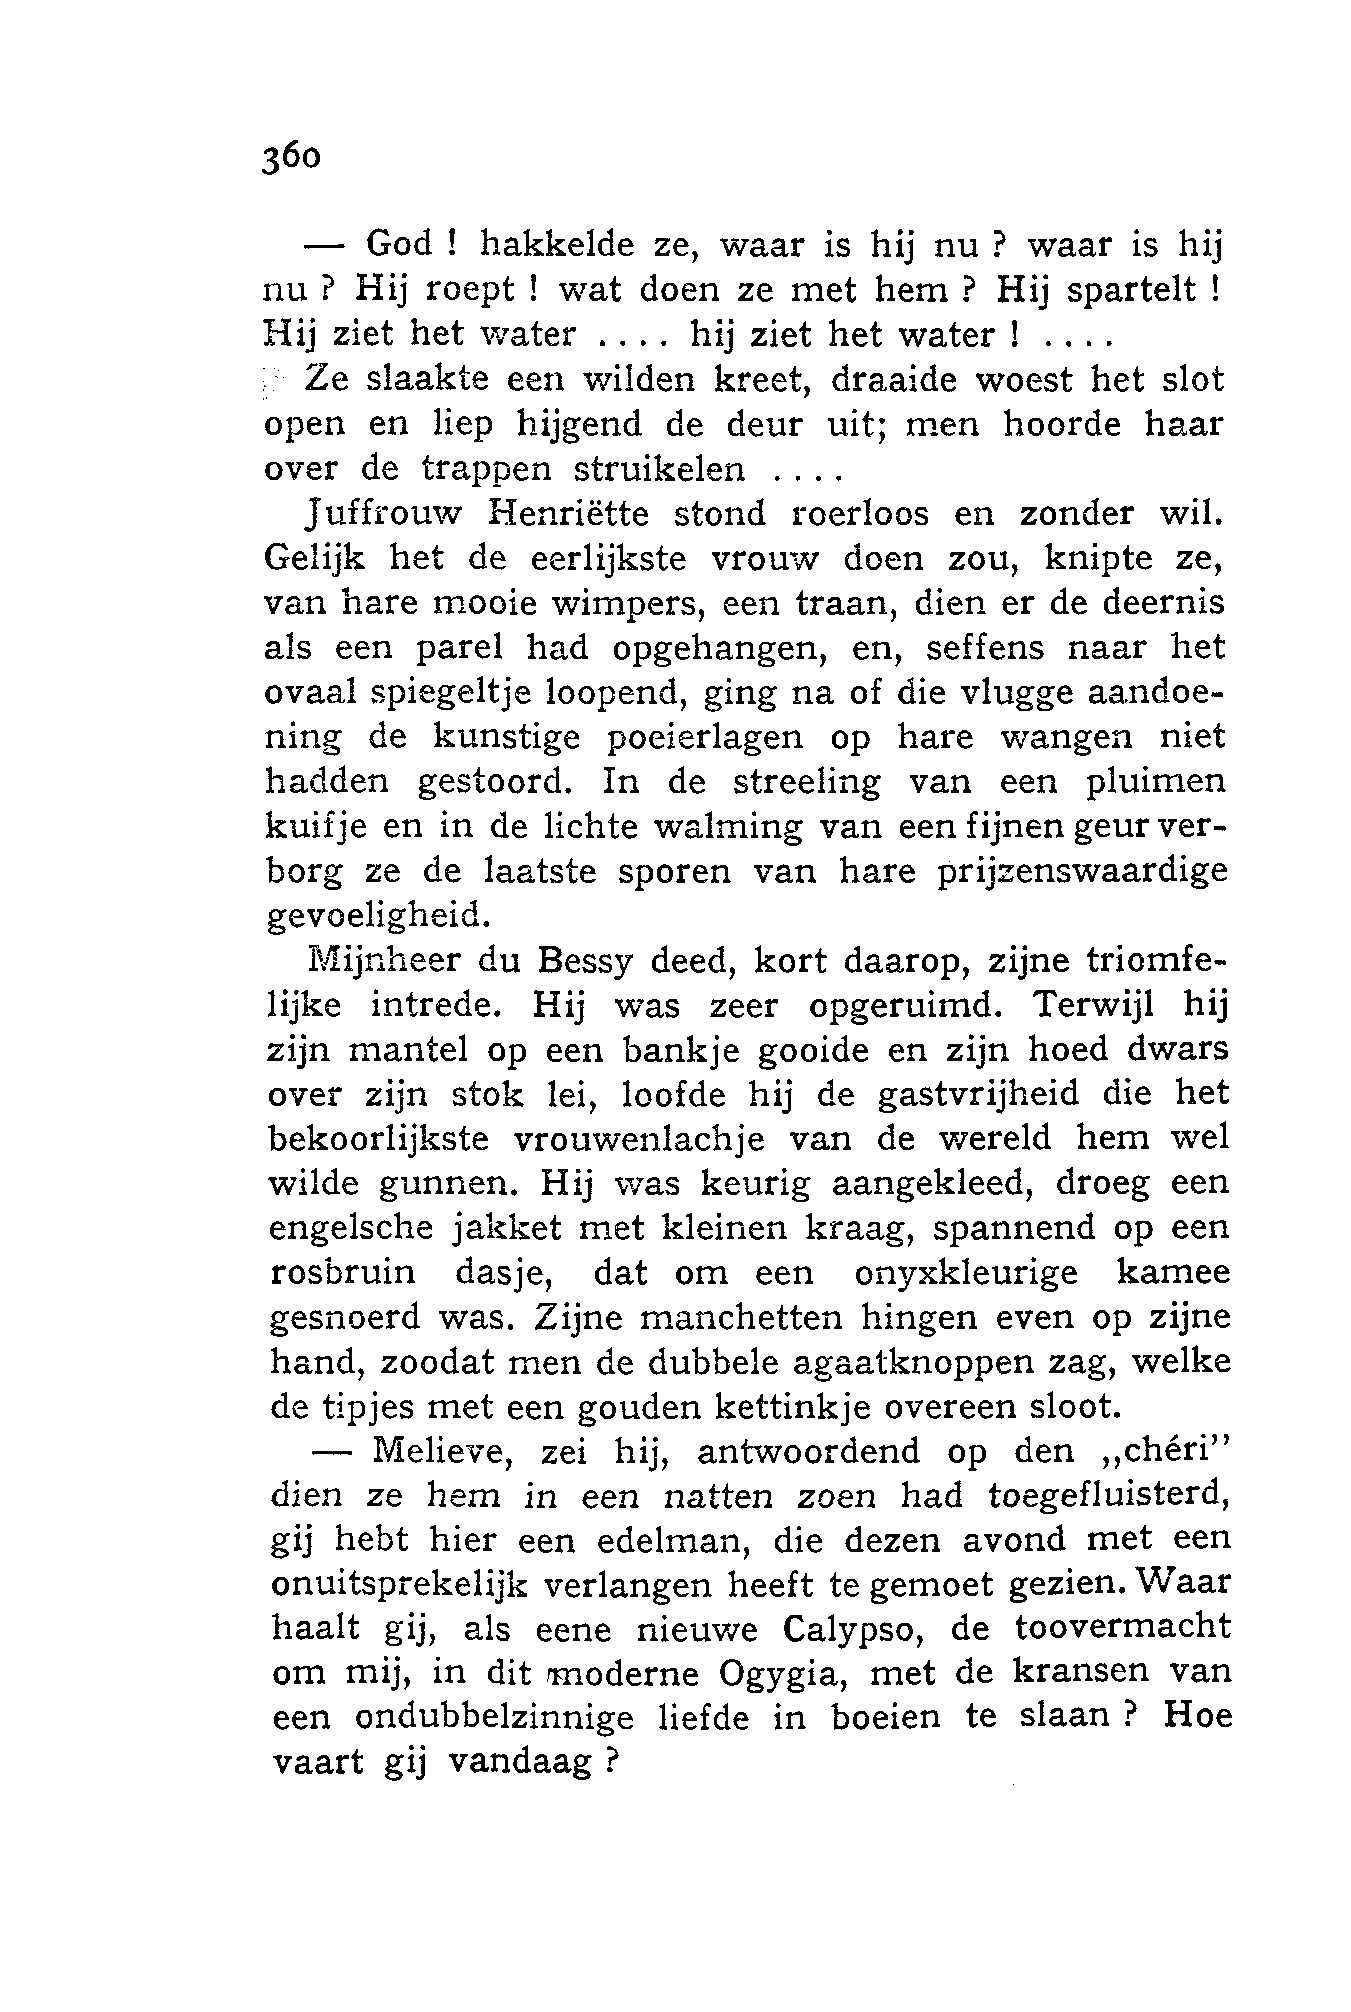 360
— God ! hakkelde ze, waar is hij nu ? waar is hij
nu ? Hij roept ! wat doen ze met hem ? Hij spartelt !
Hij ziet het water .... hij ziet het water ! ....
Ze slaakte een wilden kreet, draaide woest het slot
open en liep hijgend de deur uit; men hoorde haar
over de trappen struikelen ....
Juffrouw Henriëtte stond roerloos en zonder wil.
Gelijk het de eerlijkste vrouw doen zou, knipte ze,
van hare mooie wimpers, een traan, dien er de deernis
als een parel had opgehangen, en, seffens naar het
ovaal spiegeltje loopend, ging na of die vlugge aandoe-
ning de kunstige poeierlagen op hare wangen niet
hadden gestoord. In de streeling van een pluimen
kuifje en in de lichte walming van een fijnen geur ver-
borg ze de laatste sporen van hare prijzenswaardige
gevoeligheid.
Mijnheer du Bessy deed, kort daarop, zijne triomfe-
lijke intrede. Hij was zeer opgeruimd. Terwijl hij
zijn mantel op een bankje gooide en zijn hoed dwars
over zijn stok lei, loofde hij de gastvrijheid die het
bekoorlijkste vrouwenlachje van de wereld hem wel
wilde gunnen. Hij was keurig aangekleed, droeg een
engelsche jakket met kleinen kraag, spannend op een
rosbruin dasje, dat om een onyxkleurige kamee
gesnoerd was. Zijne manchetten hingen even op zijne
hand, zoodat men de dubbele agaatknoppen zag, welke
de tipjes met een gouden kettinkje overeen sloot.
— Melieve, zei hij, antwoordend op den ,,chéri”
dien ze hem in een natten zoen had toegefluisterd,
gij hebt hier een edelman, die dezen avond met een
onuitsprekelijk verlangen heeft te gemoet gezien. Waar
haalt gij, als eene nieuwe Calypso, de toovermacht
om mij, in dit moderne Ogygia, met de kransen van
een ondubbelzinnige liefde in boeien te slaan ? Hoe
vaart gij vandaag ?